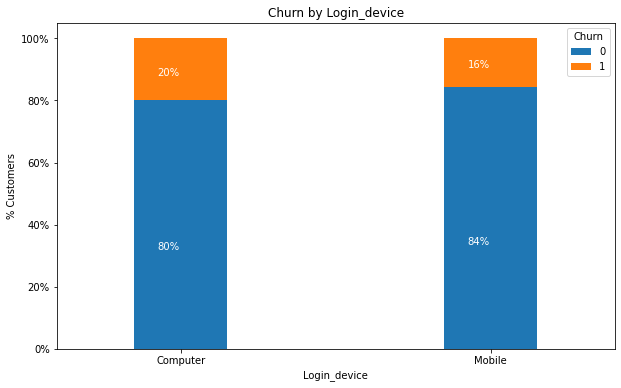 Churn by Login_device
Churn
0
1
100%
80%
60%
40%
20%
0%
% Customers
20%
16%
80%
84%
Computer
Mobile
Login_device